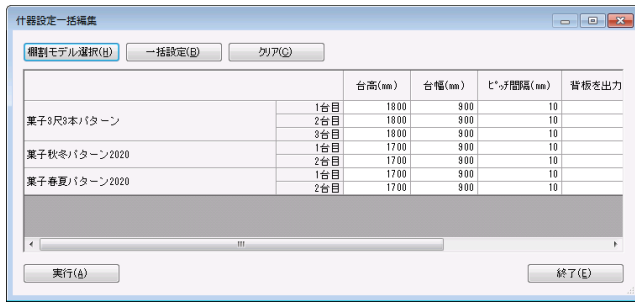 什器設定一括編集
棚割モデル選択(H) 一括設定(B) クリア(C)
台高(mm) 台幅(mm) ピッチ間隔(mm) 背板を出力
菓子3尺3本パターン 1台目 1800 900 10
2台目 1800 900 10
3台目 1800 900 10
菓子秋冬パターン2020 1台目 1700 900 10
2台目 1700 900 10
菓子春夏パターン2020 1台目 1700 900 10
2台目 1700 900 10
実行(A) 終了(E)